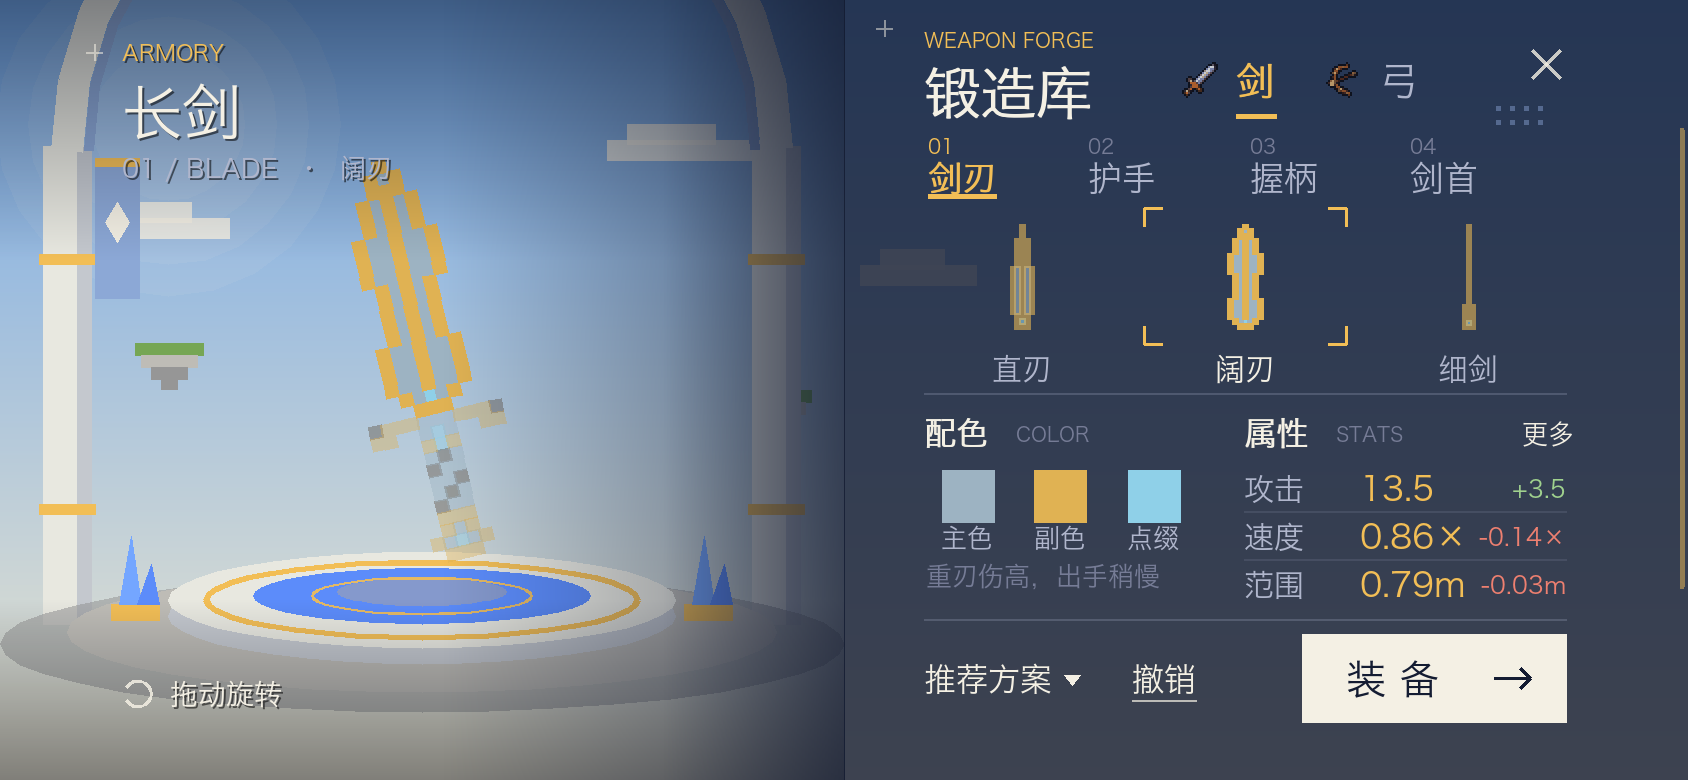 ARMORY
长剑
01 / BLADE · 阔刃
拖动旋转
WEAPON FORGE
锻造库
剑 弓
01 02 03 04
剑刃 护手 握柄 剑首
直刃 阔刃 细剑
配色 COLOR
主色 副色 点缀
重刃伤高，出手稍慢
属性 STATS 更多
攻击 13.5 +3.5
速度 0.86× -0.14×
范围 0.79m -0.03m
推荐方案 撤销 装备